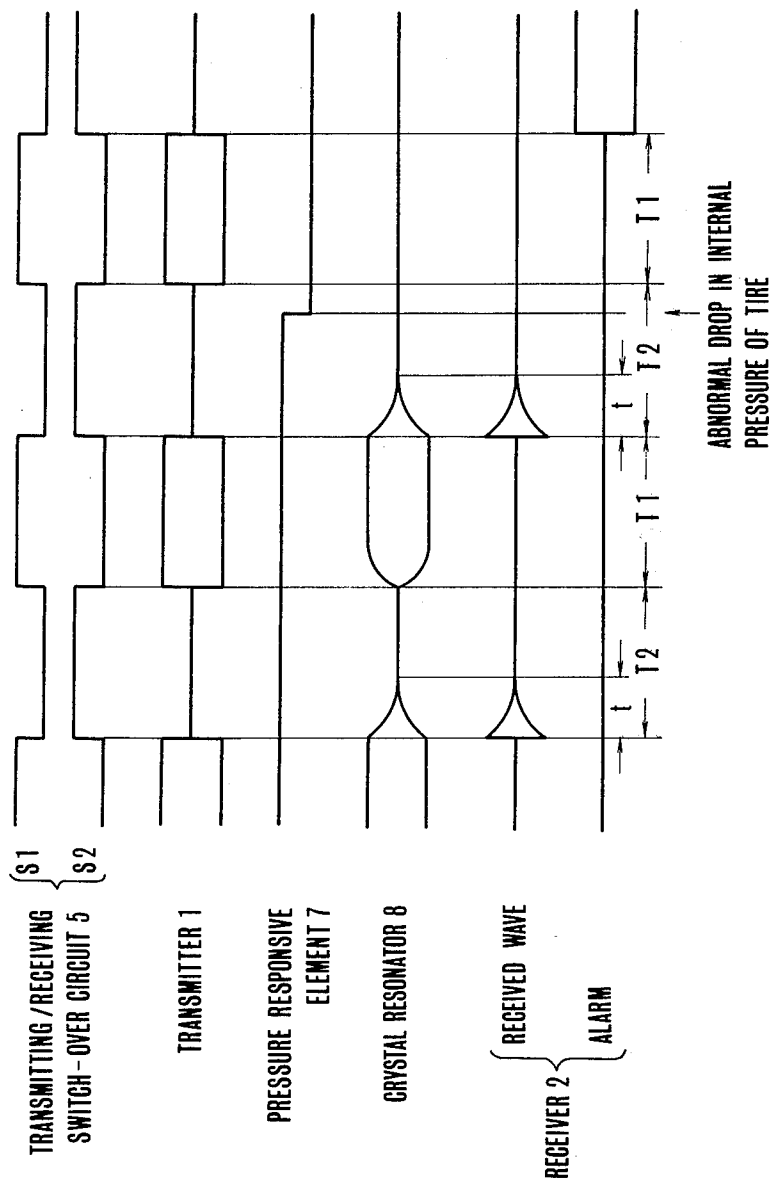 TRANSMITTING/RECEIVING
SWITCH-OVER CIRCUIT 5
S1
S2
TRANSMITTER 1
PRESSURE RESPONSIVE
ELEMENT 7
CRYSTAL RESONATOR 8
RECEIVER 2
RECEIVED WAVE
ALARM
t
T2
T1
t
T2
T1
ABNORMAL DROP IN INTERNAL
PRESSURE OF TIRE